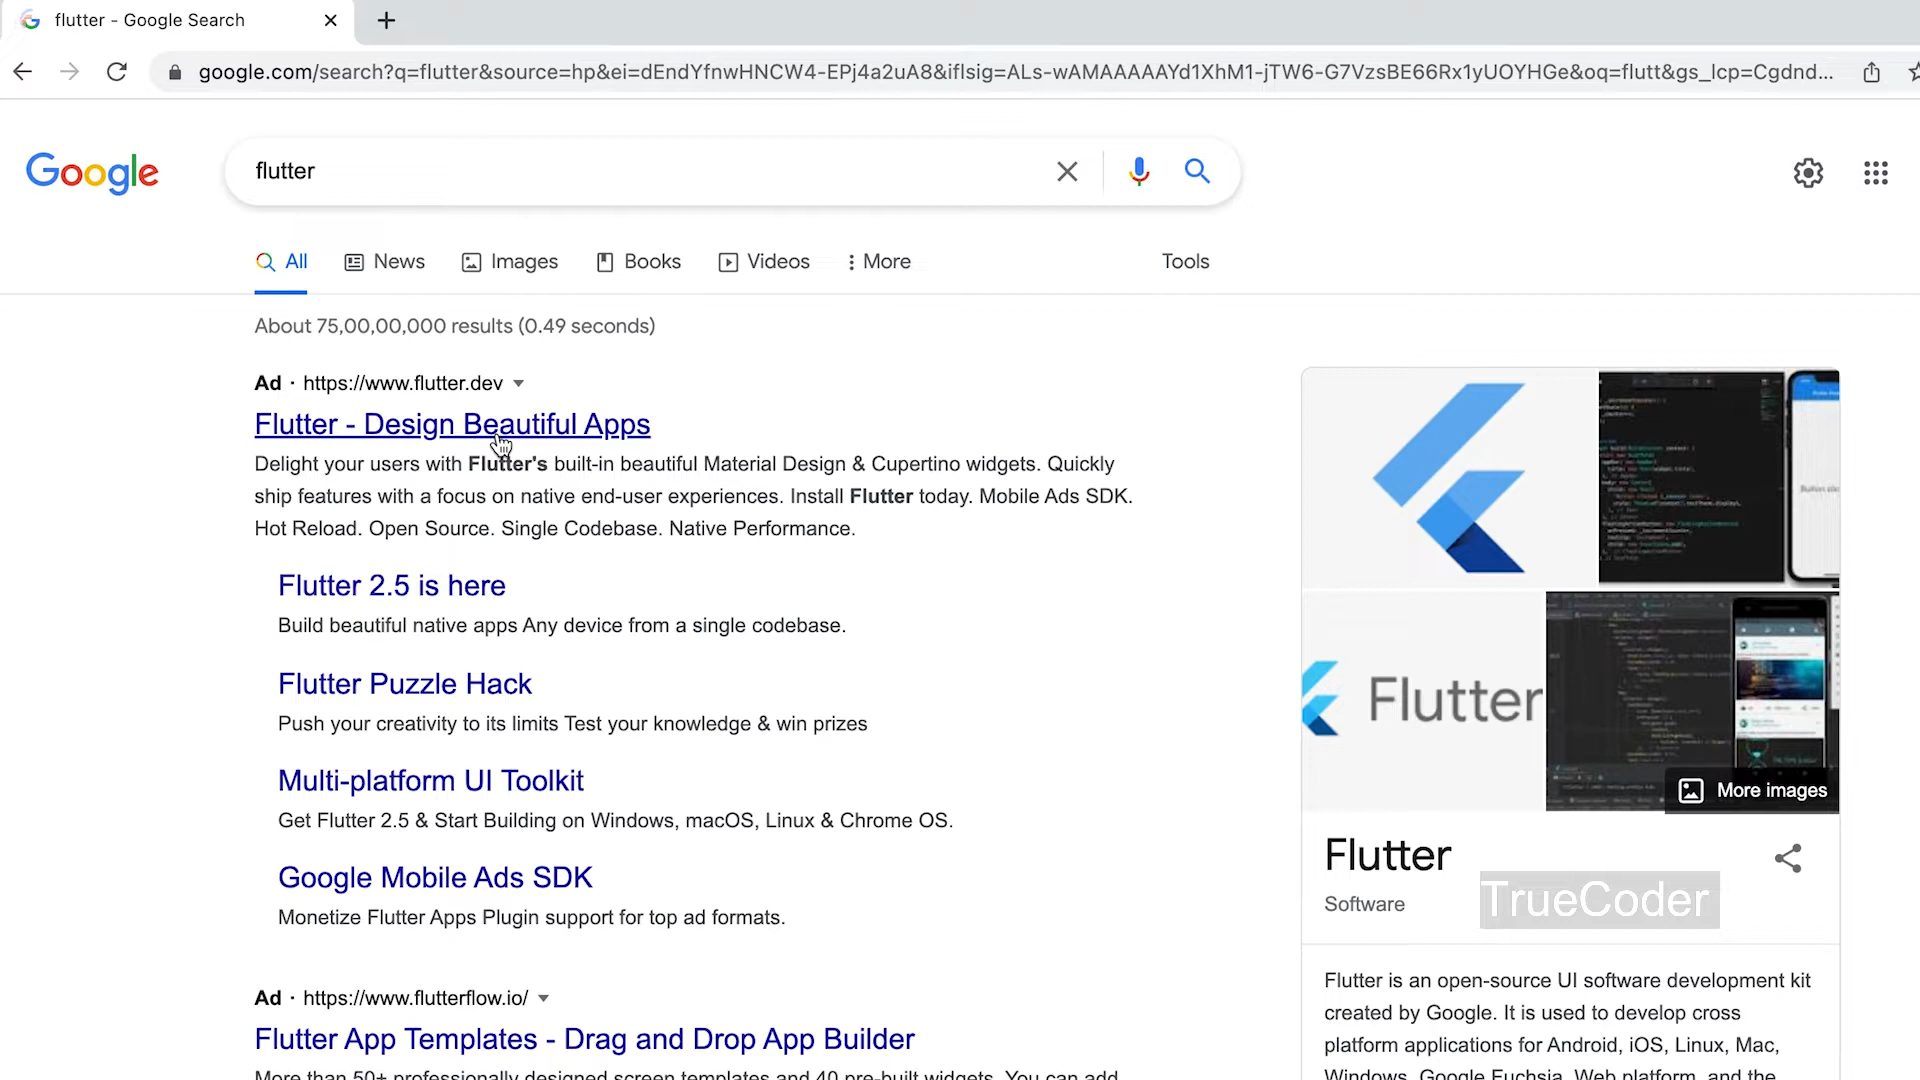 flutter - Google Search
google.com/search?q=flutter&source=hp&ei=dEndYfnwHNCW4-EPj4a2uA8&iflsig=ALs-wAMAAAAAYd1XhM1-jTW6-G7VzsBE66Rx1yUOYHGe&oq=flutt&gs_lcp=Cgdnd...
Google
flutter
All News Images Books Videos More Tools
About 75,00,00,000 results (0.49 seconds)
Ad · https://www.flutter.dev
Flutter - Design Beautiful Apps
Delight your users with Flutter's built-in beautiful Material Design & Cupertino widgets. Quickly
ship features with a focus on native end-user experiences. Install Flutter today. Mobile Ads SDK.
Hot Reload. Open Source. Single Codebase. Native Performance.
Flutter 2.5 is here
Build beautiful native apps Any device from a single codebase.
Flutter Puzzle Hack
Push your creativity to its limits Test your knowledge & win prizes
Multi-platform UI Toolkit
Get Flutter 2.5 & Start Building on Windows, macOS, Linux & Chrome OS.
Google Mobile Ads SDK
Monetize Flutter Apps Plugin support for top ad formats.
Ad · https://www.flutterflow.io/
Flutter App Templates - Drag and Drop App Builder
More than 50+ professionally designed screen templates and 40 pre-built widgets. You can add
Flutter
More images
Flutter
Software
TrueCoder
Flutter is an open-source UI software development kit
created by Google. It is used to develop cross
platform applications for Android, iOS, Linux, Mac,
Windows, Google Fuchsia, Web platform, and the